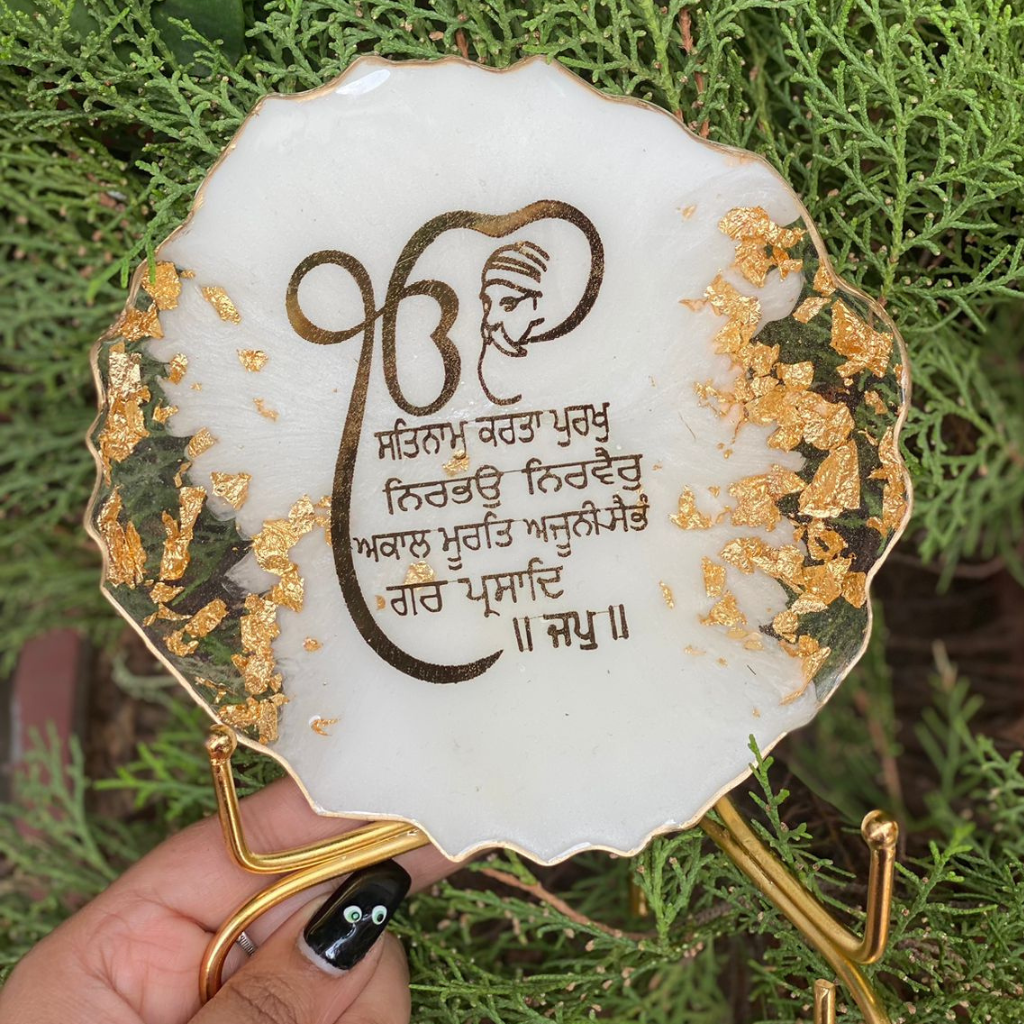 ੴ
ਸਤਿਨਾਮੁ ਕਰਤਾ ਪੁਰਖੁ
ਨਿਰਭਉ ਨਿਰਵੈਰੁ
ਅਕਾਲ ਮੂਰਤਿ ਅਜੂਨੀ ਸੈਭੰ
ਗਰ ਪ੍ਰਸਾਦਿ
॥ ਜਪੁ ॥